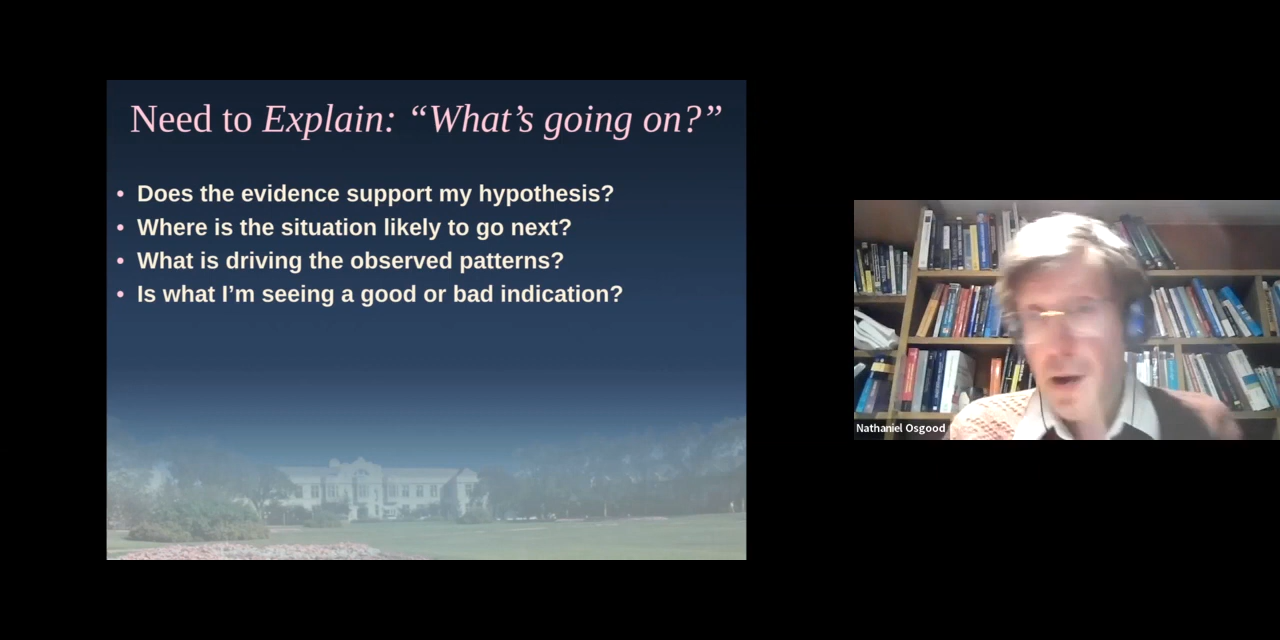 Need to Explain: “What’s going on?”
• Does the evidence support my hypothesis?
• Where is the situation likely to go next?
• What is driving the observed patterns?
• Is what I’m seeing a good or bad indication?
Nathaniel Osgood